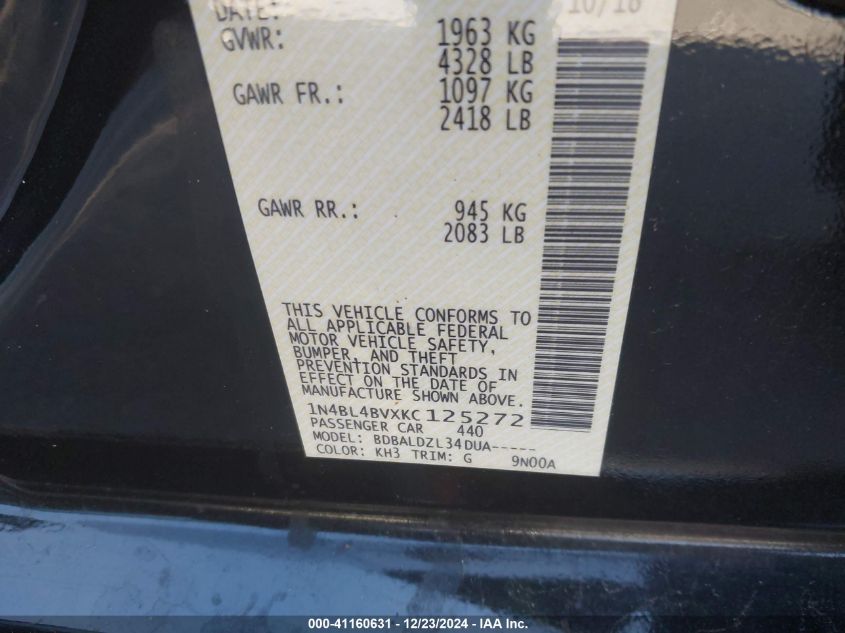 DATE: 10/18
GVWR: 1963 KG
4328 LB
GAWR FR.: 1097 KG
2418 LB
GAWR RR.: 945 KG
2083 LB
THIS VEHICLE CONFORMS TO
ALL APPLICABLE FEDERAL
MOTOR VEHICLE SAFETY,
BUMPER, AND THEFT
PREVENTION STANDARDS IN
EFFECT ON THE DATE OF
MANUFACTURE SHOWN ABOVE.
1N4BL4BVXKC125272
PASSENGER CAR 440
MODEL: BDBALDZL34DUA-----
COLOR: KH3 TRIM: G 9N00A
000-41160631 - 12/23/2024 - IAA Inc.